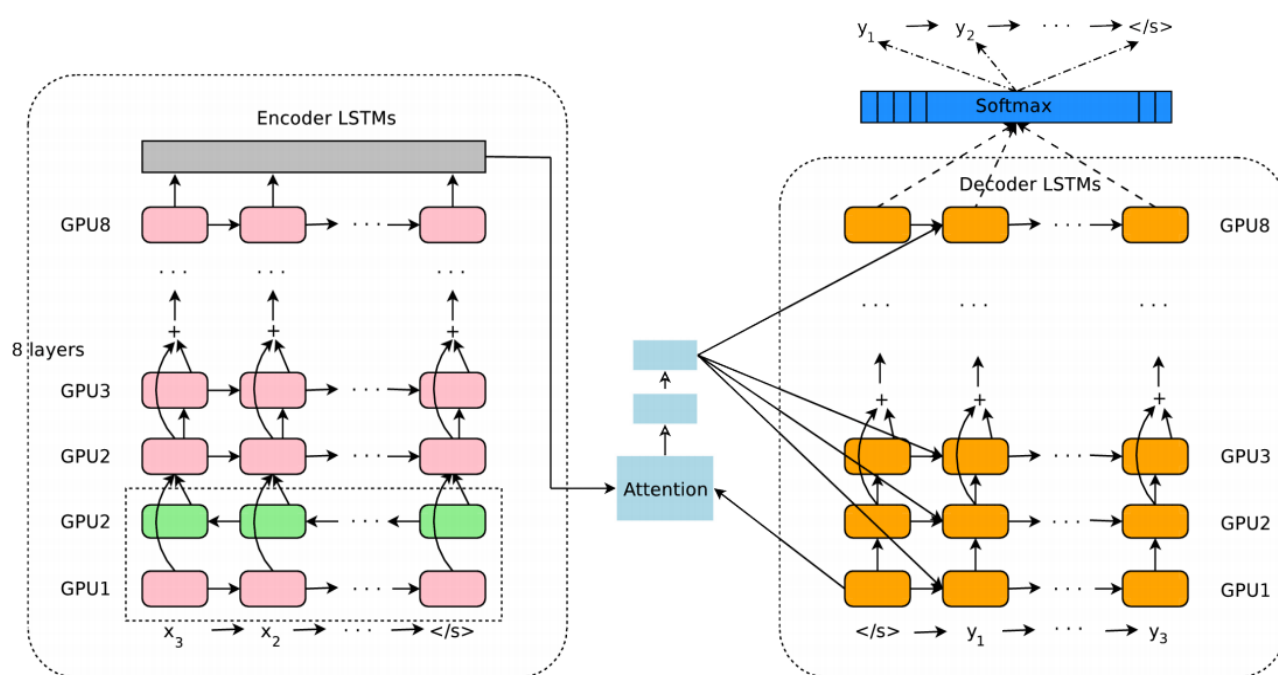 y1 y2 ... </s>
Softmax
Encoder LSTMs
Decoder LSTMs
GPU8
GPU8
... ... ...
... ... ...
+ + +
8 layers
GPU3
+ + +
GPU2
GPU3
Attention
GPU2
GPU2
GPU1
GPU1
x3 x2 ... </s>
</s> y1 ... y3